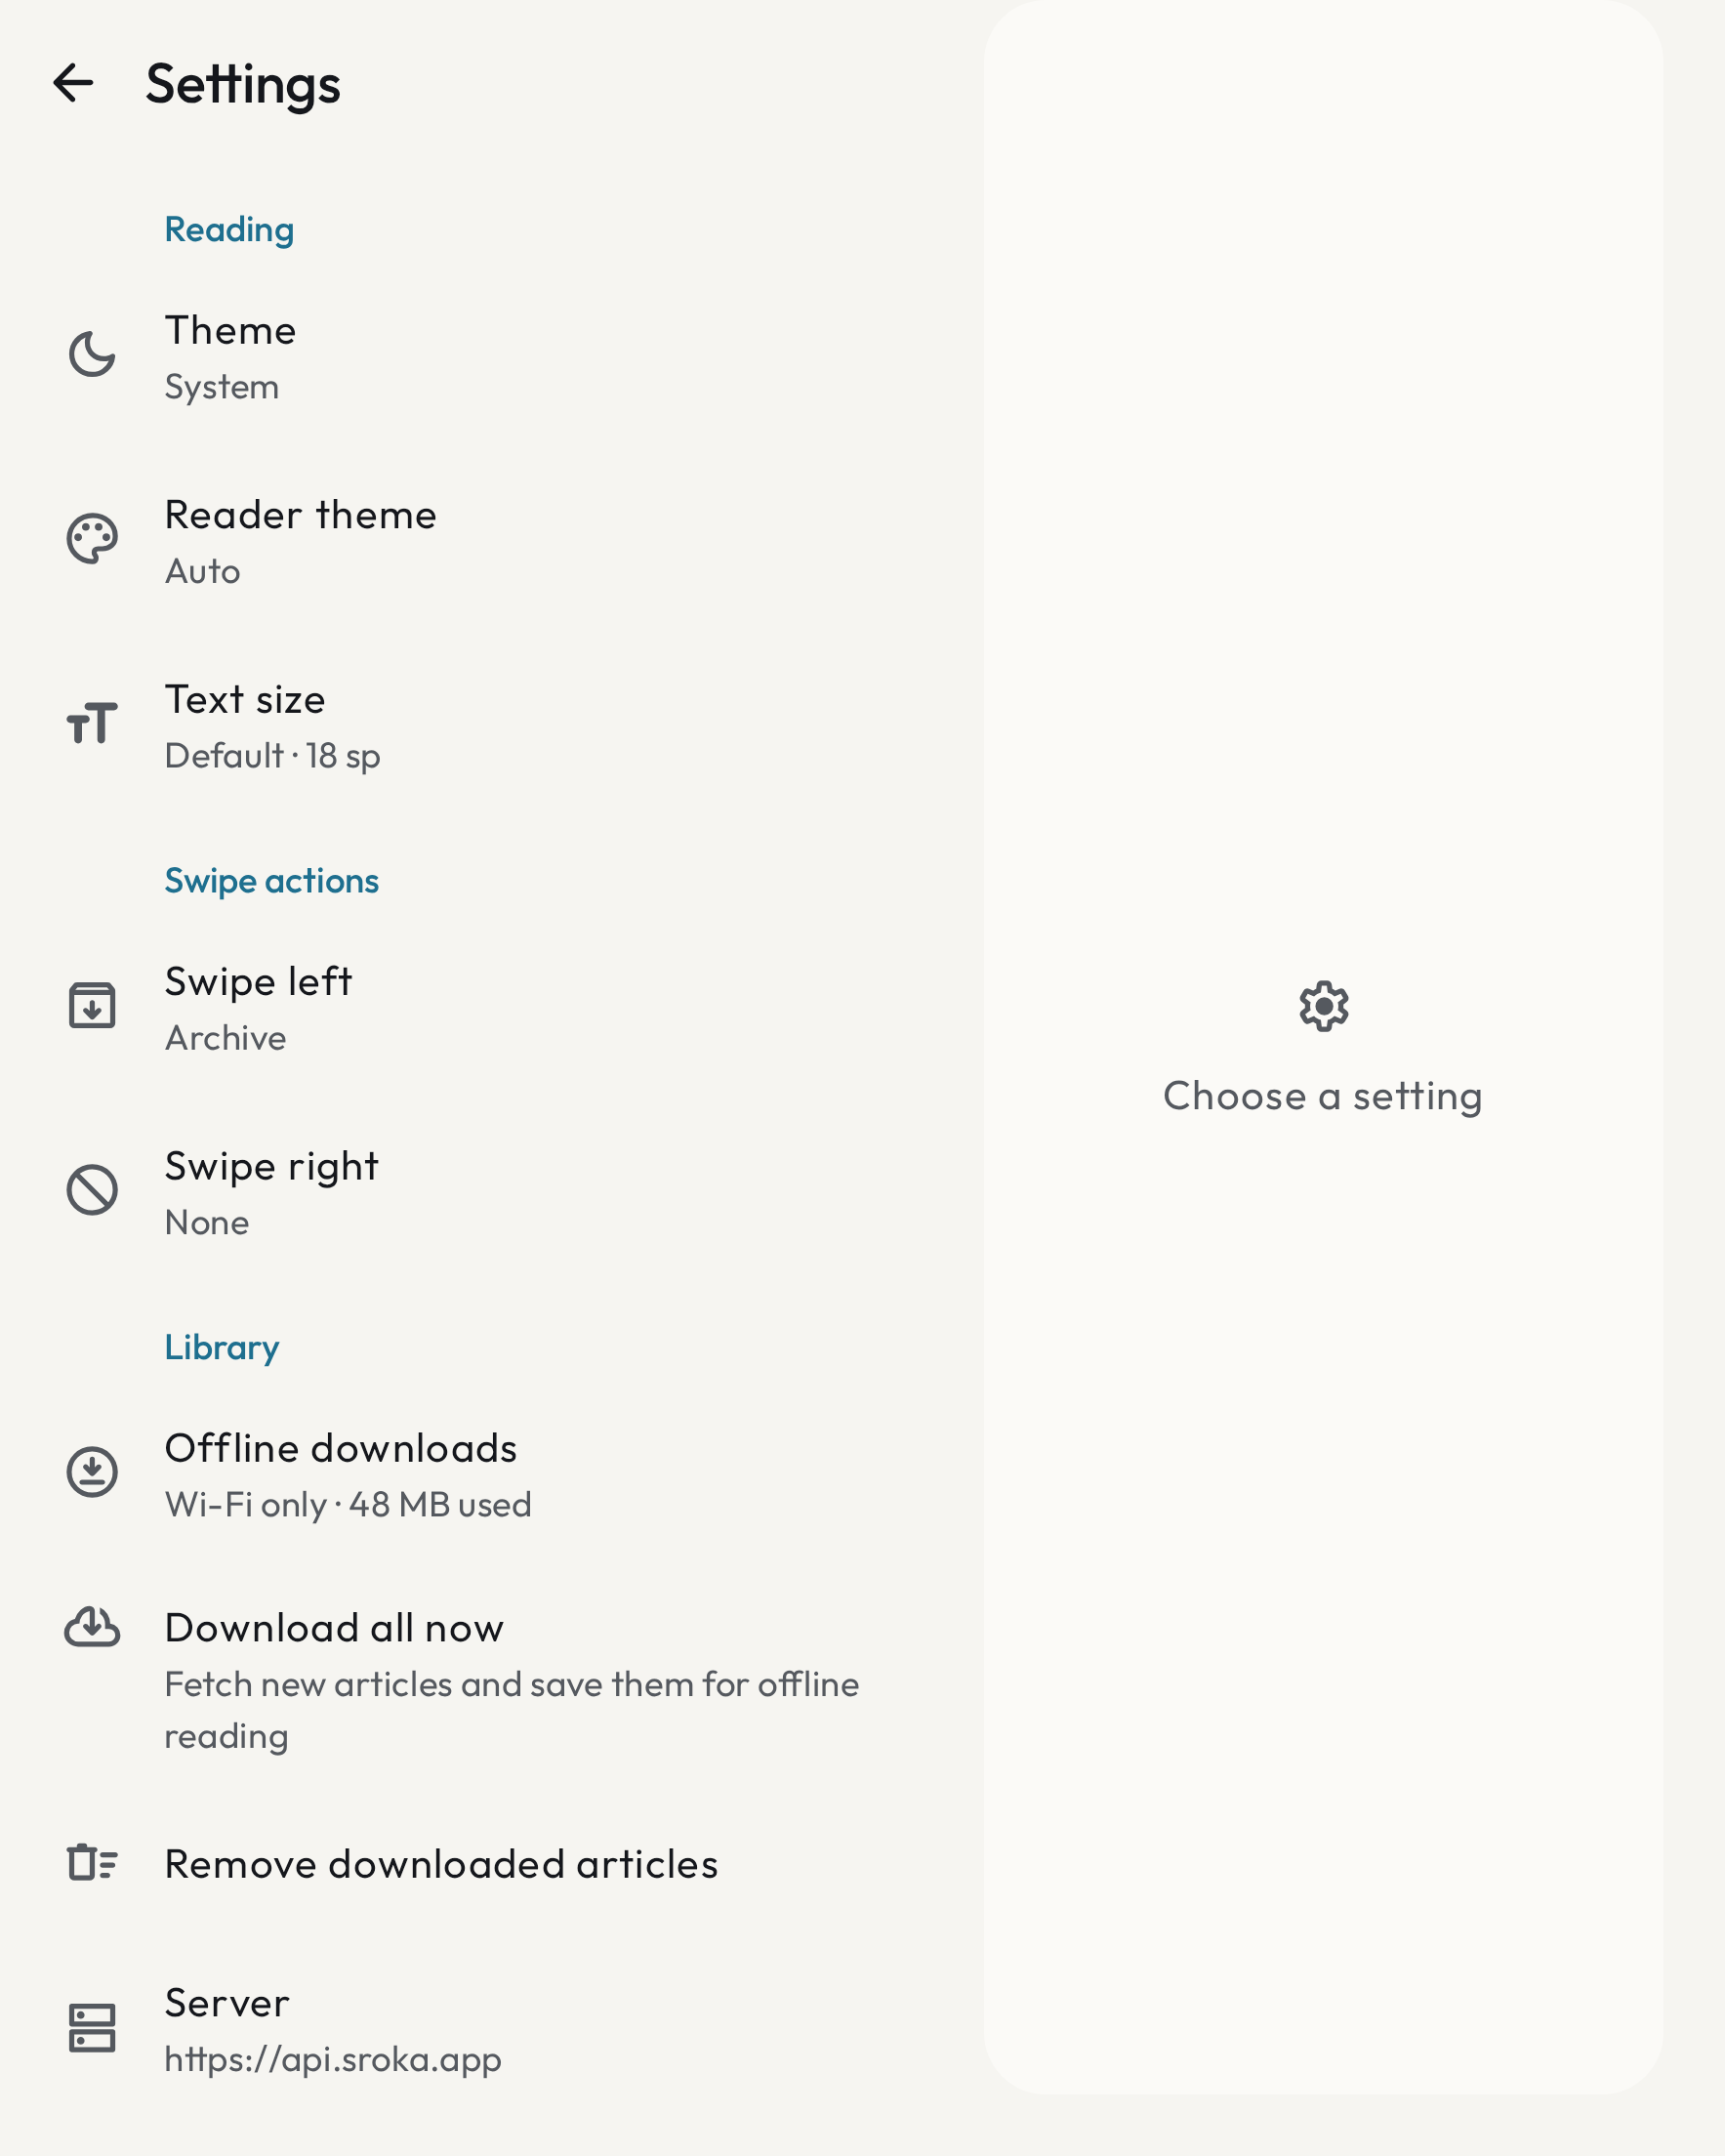 Settings
Reading
Theme
System
Reader theme
Auto
Text size
Default · 18 sp
Swipe actions
Swipe left
Archive
Swipe right
None
Library
Offline downloads
Wi-Fi only · 48 MB used
Download all now
Fetch new articles and save them for offline
reading
Remove downloaded articles
Server
https://api.sroka.app
Choose a setting